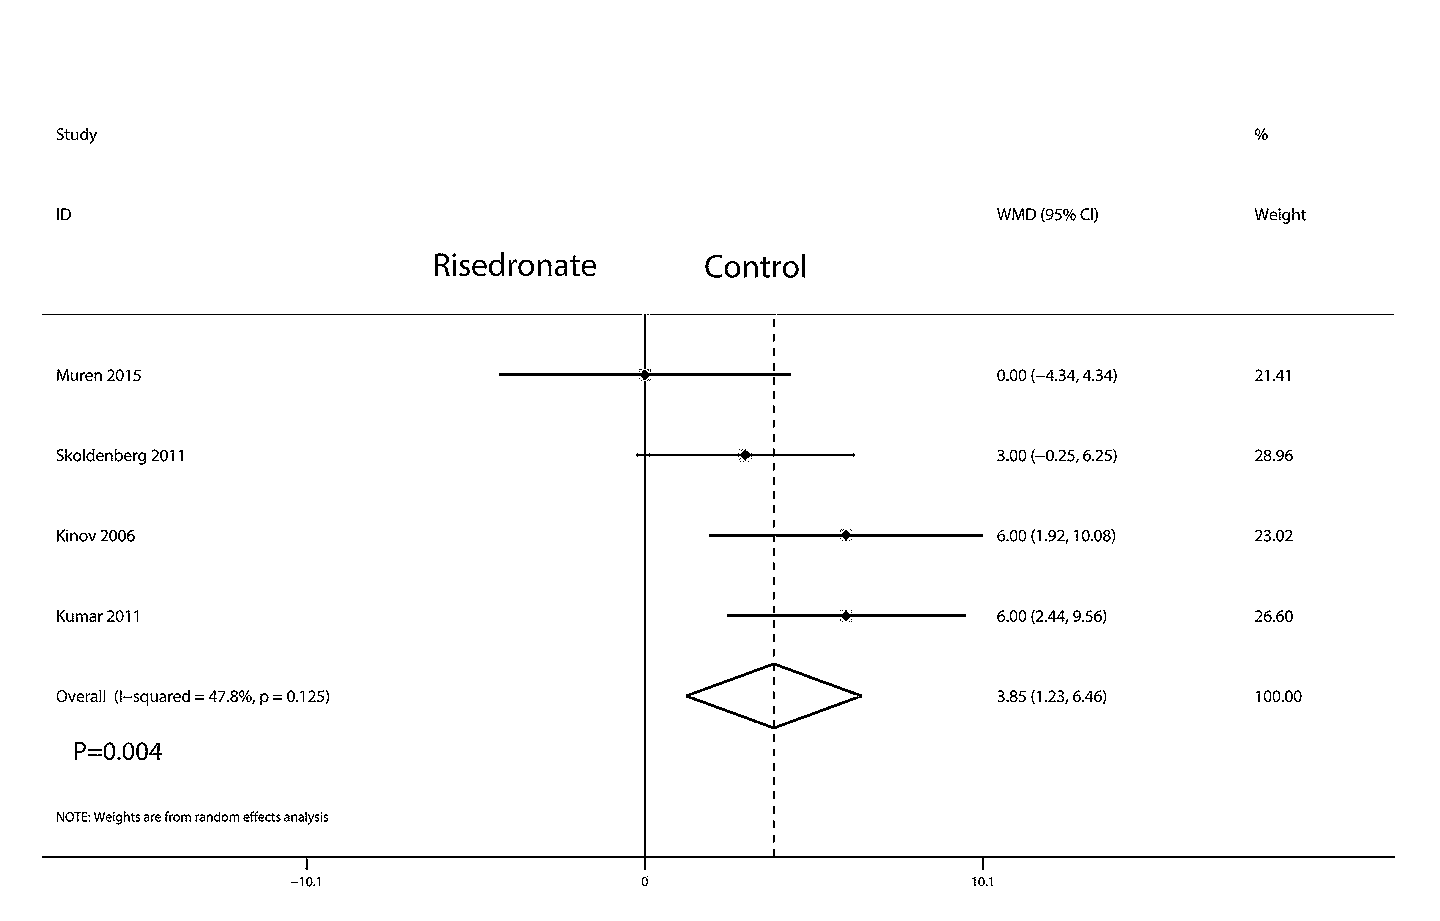 Study %
ID WMD (95% CI) Weight
Risedronate Control
Muren 2015 0.00 (−4.34, 4.34) 21.41
Skoldenberg 2011 3.00 (−0.25, 6.25) 28.96
Kinov 2006 6.00 (1.92, 10.08) 23.02
Kumar 2011 6.00 (2.44, 9.56) 26.60
Overall (I−squared = 47.8%, p = 0.125) 3.85 (1.23, 6.46) 100.00
P=0.004
NOTE: Weights are from random effects analysis
−10.1 0 10.1